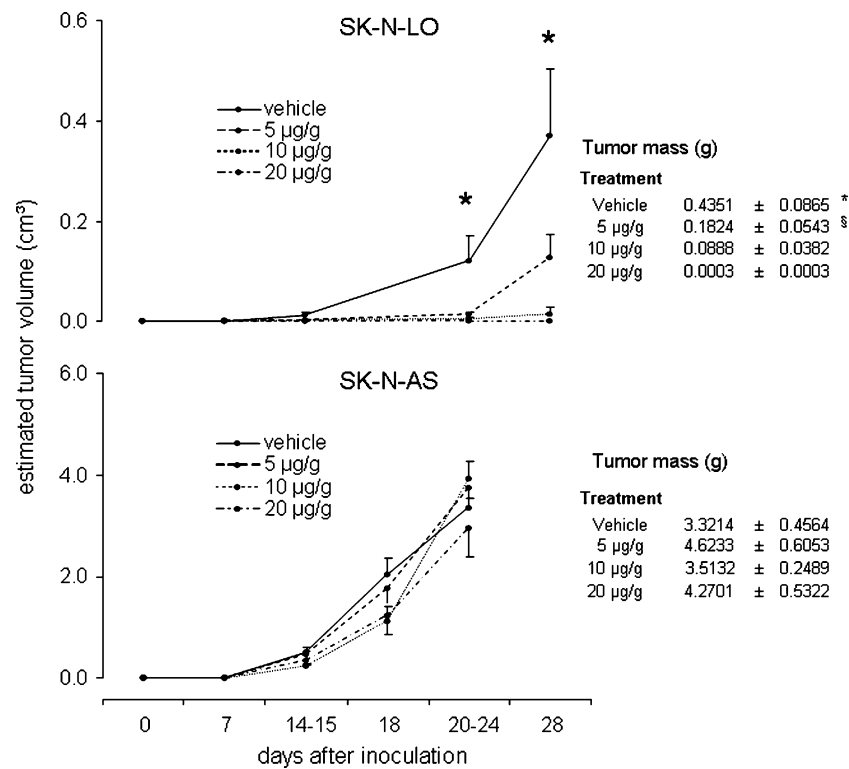 estimated tumor volume (cm³)
SK-N-LO
0.6
0.4
0.2
0.0
*
*
vehicle
5 µg/g
10 µg/g
20 µg/g
Tumor mass (g)
Treatment
Vehicle 0.4351 ± 0.0865 *
5 µg/g 0.1824 ± 0.0543 §
10 µg/g 0.0888 ± 0.0382
20 µg/g 0.0003 ± 0.0003
SK-N-AS
6.0
4.0
2.0
0.0
vehicle
5 µg/g
10 µg/g
20 µg/g
Tumor mass (g)
Treatment
Vehicle 3.3214 ± 0.4564
5 µg/g 4.6233 ± 0.6053
10 µg/g 3.5132 ± 0.2489
20 µg/g 4.2701 ± 0.5322
0 7 14-15 18 20-24 28
days after inoculation